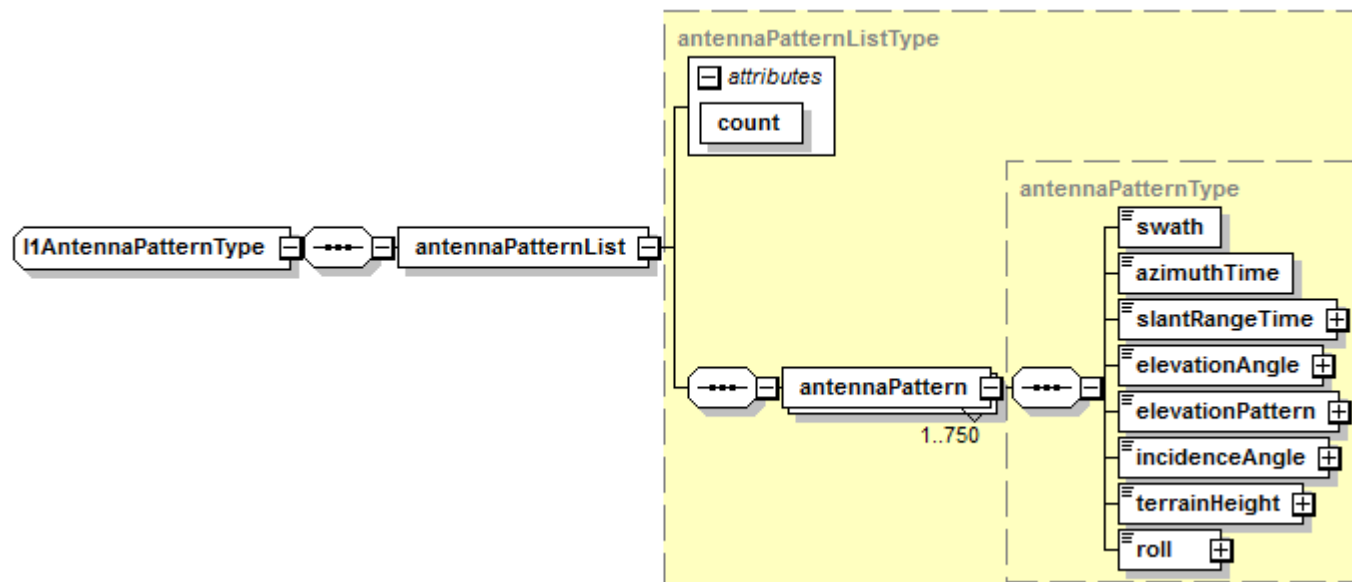 antennaPatternListType
attributes
count
antennaPatternType
l1AntennaPatternType
antennaPatternList
antennaPattern
1..750
swath
azimuthTime
slantRangeTime
elevationAngle
elevationPattern
incidenceAngle
terrainHeight
roll